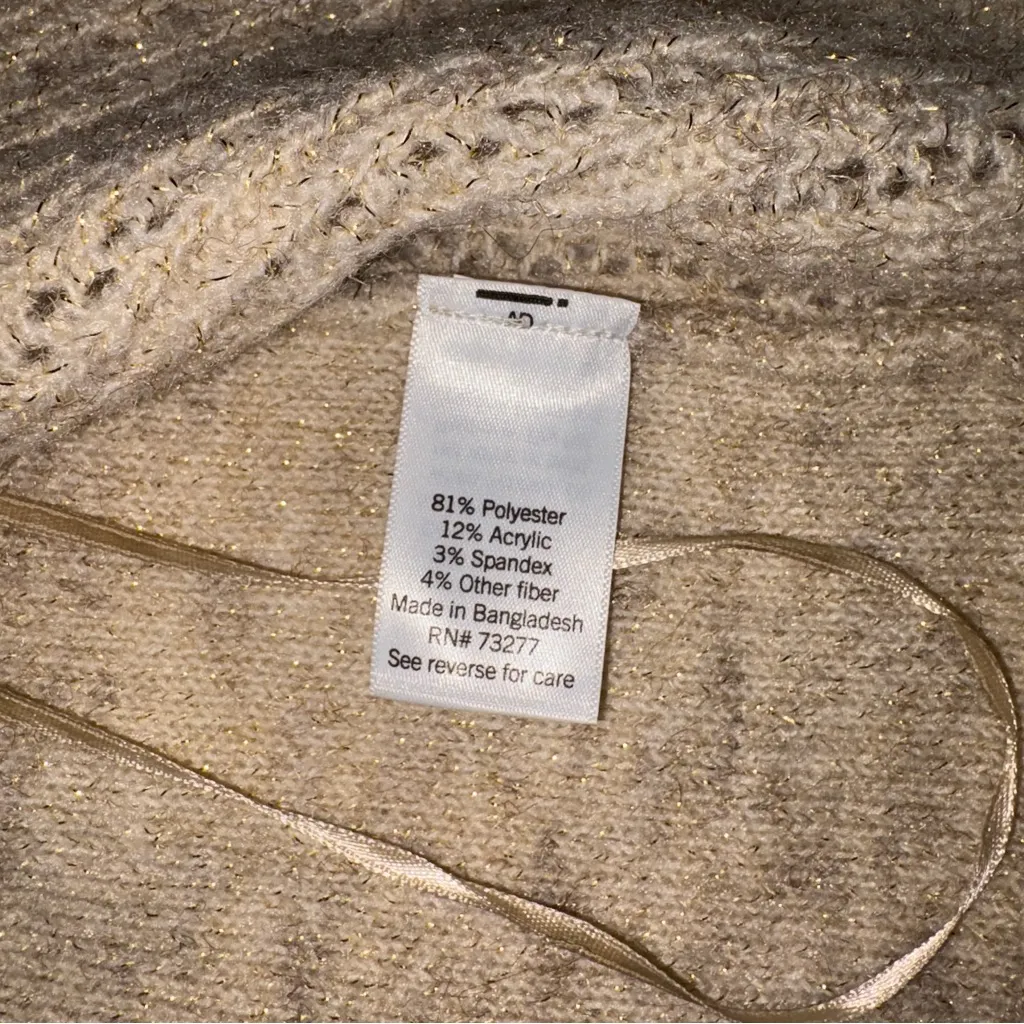 81% Polyester
12% Acrylic
3% Spandex
4% Other fiber
Made in Bangladesh
RN# 73277
See reverse for care